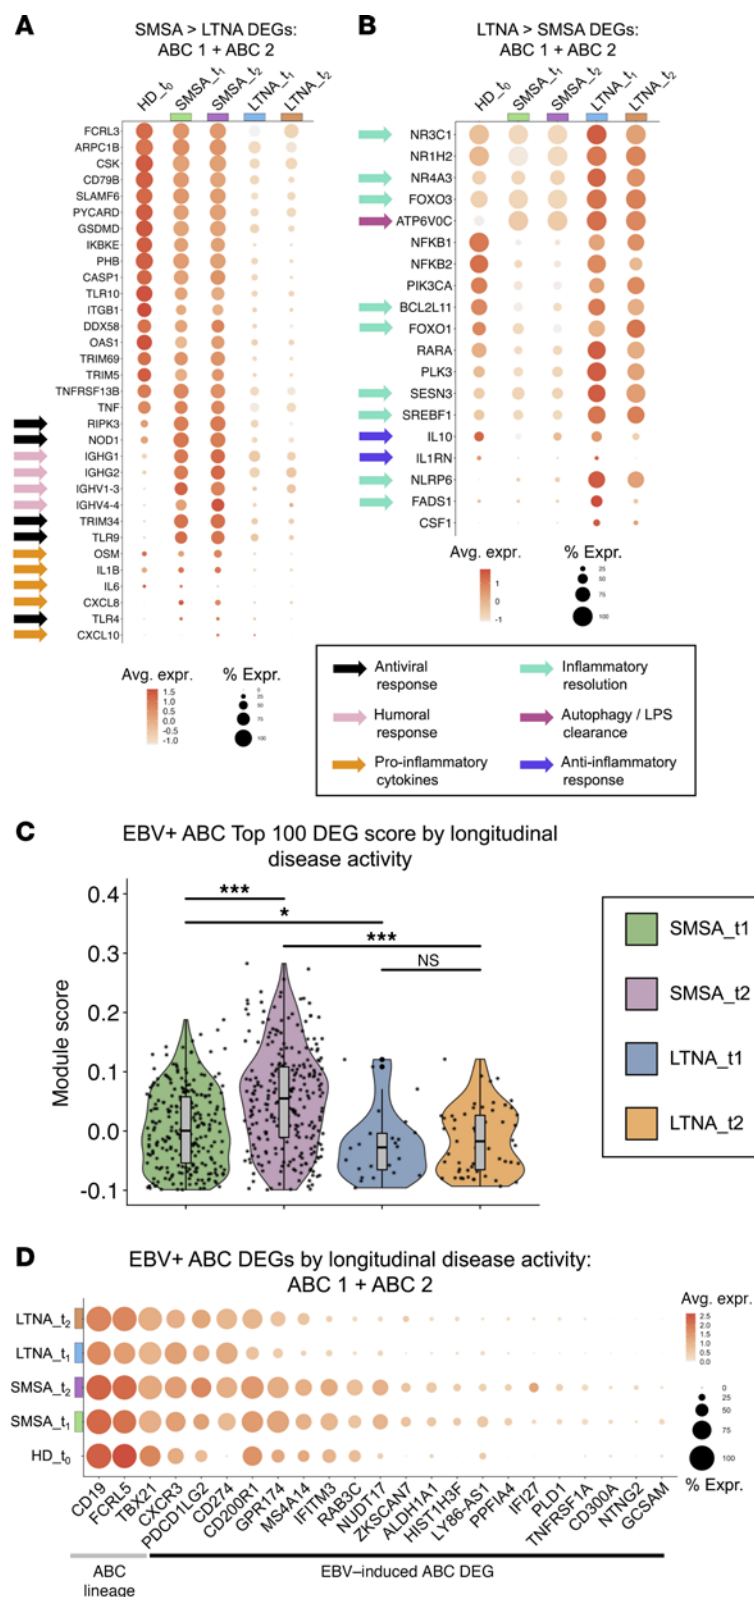 A
SMSA > LTNA DEGs:
ABC 1 + ABC 2
HD_t0
SMSA_t1
SMSA_t2
LTNA_t1
LTNA_t2
FCRL3
ARPC1B
CSK
CD79B
SLAMF6
PYCARD
GSDMD
IKBKE
PHB
CASP1
TLR10
ITGB1
DDX58
OAS1
TRIM69
TRIM5
TNFRSF13B
TNF
RIPK3
NOD1
IGHG1
IGHG2
IGHV1-3
IGHV4-4
TRIM34
TLR9
OSM
IL1B
IL6
CXCL8
TLR4
CXCL10
Avg. expr.
1.5
1.0
0.5
0.0
-0.5
-1.0
% Expr.
0
25
50
75
100
B
LTNA > SMSA DEGs:
ABC 1 + ABC 2
HD_t0
SMSA_t1
SMSA_t2
LTNA_t1
LTNA_t2
NR3C1
NR1H2
NR4A3
FOXO3
ATP6V0C
NFKB1
NFKB2
PIK3CA
BCL2L11
FOXO1
RARA
PLK3
SESN3
SREBF1
IL10
IL1RN
NLRP6
FADS1
CSF1
Avg. expr.
1
0
-1
% Expr.
25
50
75
100
Antiviral
response
Humoral
response
Pro-inflammatory
cytokines
Inflammatory
resolution
Autophagy / LPS
clearance
Anti-inflammatory
response
C
EBV+ ABC Top 100 DEG score by longitudinal
disease activity
Module score
0.4
0.3
0.2
0.1
0.0
-0.1
***
*
***
NS
SMSA_t1
SMSA_t2
LTNA_t1
LTNA_t2
D
EBV+ ABC DEGs by longitudinal disease activity:
ABC 1 + ABC 2
LTNA_t2
LTNA_t1
SMSA_t2
SMSA_t1
HD_t0
CD19
FCRL5
TBX21
CXCR3
PDCD1LG2
CD274
CD200R1
GPR174
MS4A14
IFITM3
RAB3C
NUDT17
ZKSCAN7
ALDH1A1
HIST1H3F
LY86-AS1
PPFIA4
IFI27
PLD1
TNFRSF1A
CD300A
NTNG2
GCSAM
ABC
lineage
EBV–induced ABC DEG
Avg. expr.
2.5
2.0
1.5
1.0
0.5
0.0
0
25
50
75
100
% Expr.